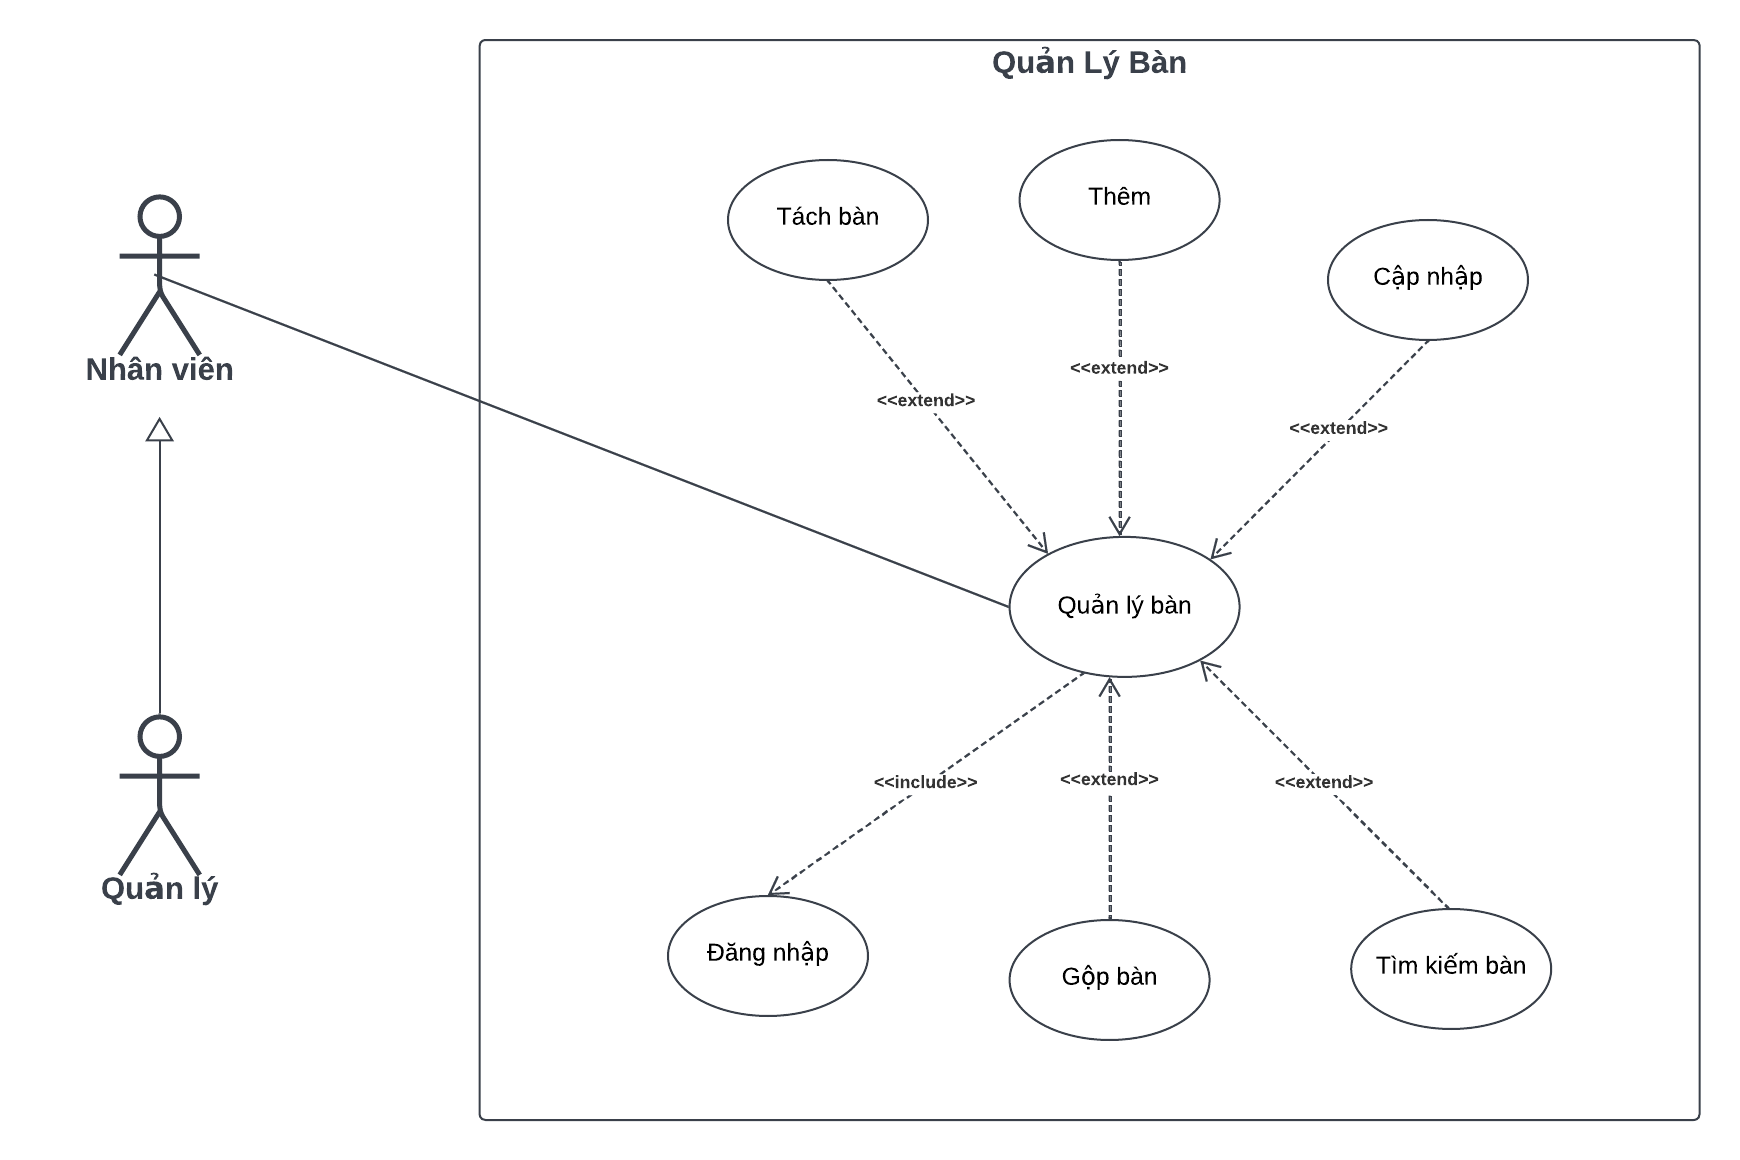 Quản Lý Bàn
Tách bàn
Thêm
Cập nhập
Nhân viên
<<extend>>
<<extend>>
<<extend>>
Quản lý bàn
<<include>>
<<extend>>
<<extend>>
Quản lý
Đăng nhập
Gộp bàn
Tìm kiếm bàn